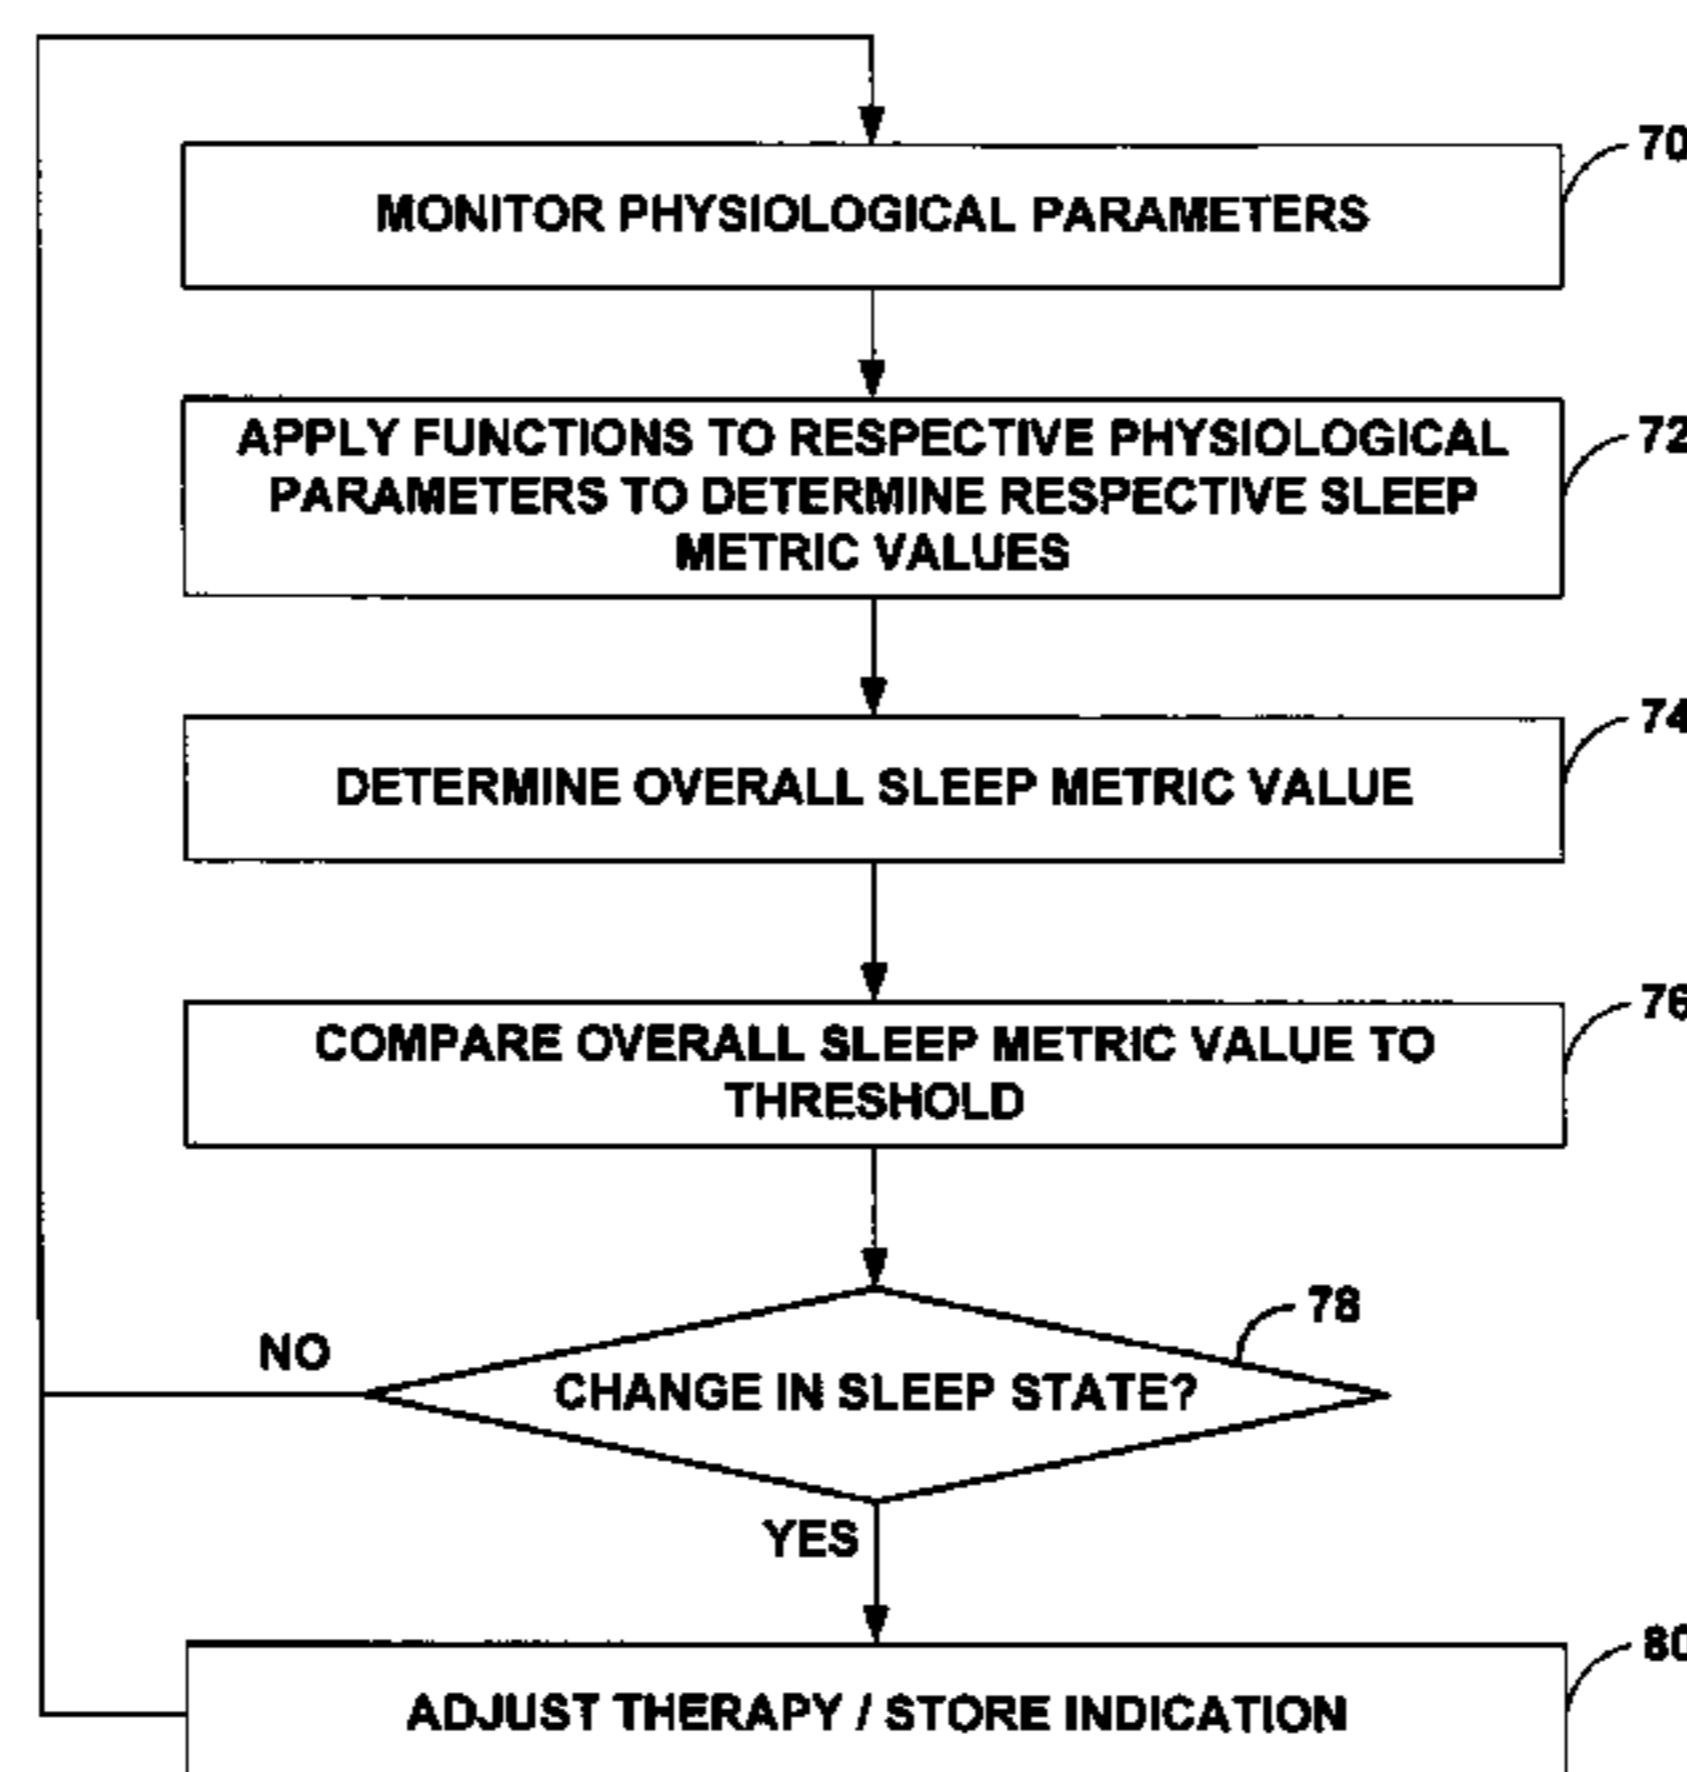 70
MONITOR PHYSIOLOGICAL PARAMETERS
72
APPLY FUNCTIONS TO RESPECTIVE PHYSIOLOGICAL
PARAMETERS TO DETERMINE RESPECTIVE SLEEP
METRIC VALUES
74
DETERMINE OVERALL SLEEP METRIC VALUE
76
COMPARE OVERALL SLEEP METRIC VALUE TO
THRESHOLD
78
NO
CHANGE IN SLEEP STATE?
YES
80
ADJUST THERAPY / STORE INDICATION